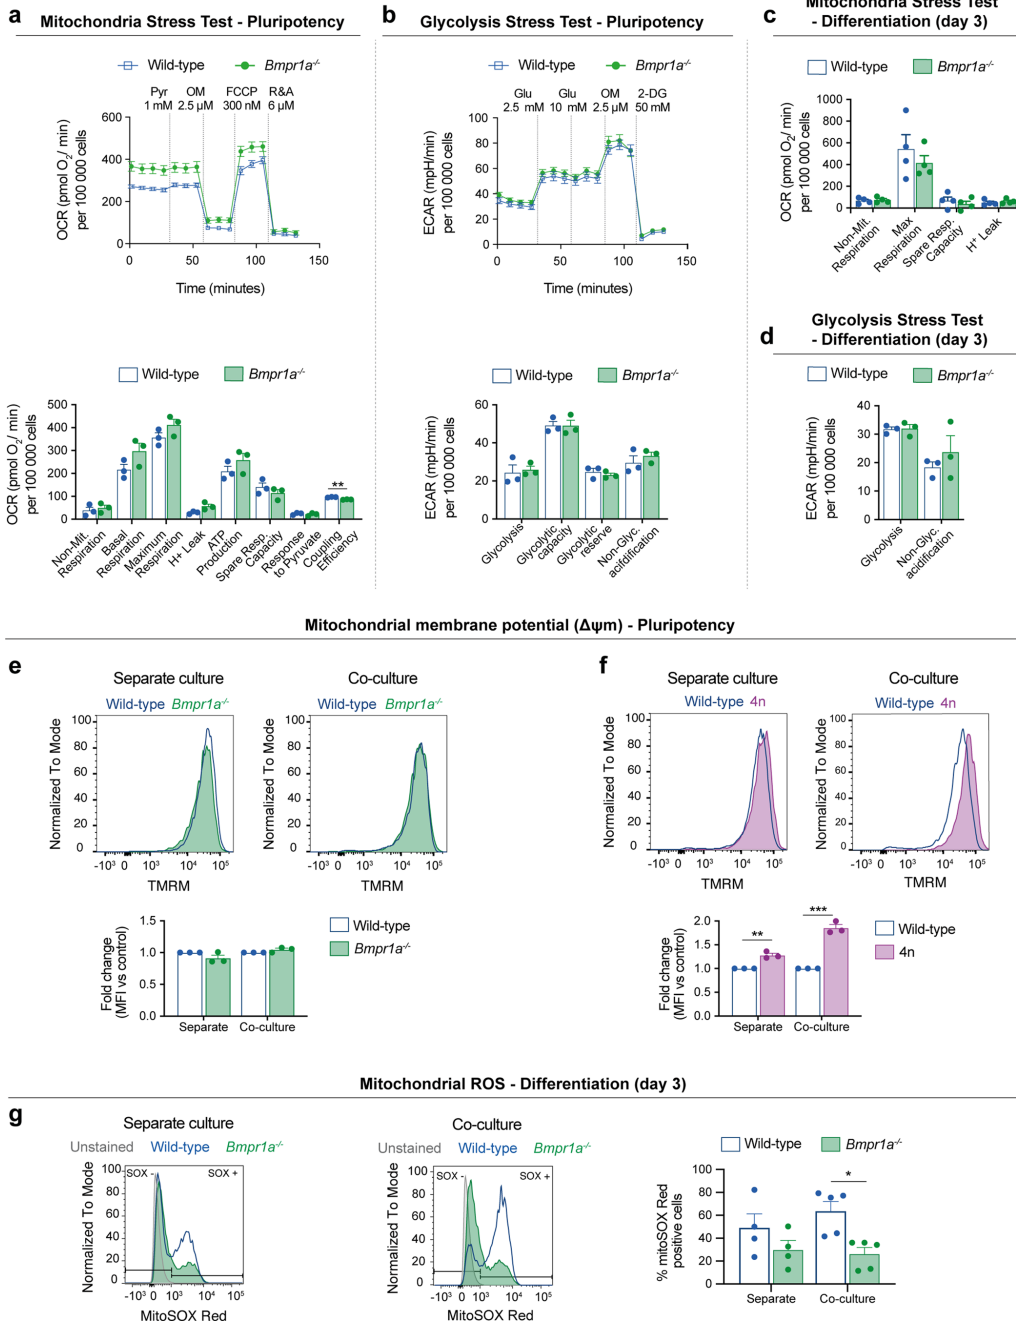 a Mitochondria Stress Test - Pluripotency
Wild-type Bmpr1a-/-
Pyr OM FCCP R&A
1 mM 2.5 µM 300 nM 6 µM
OCR (pmol O2/ min)
per 100 000 cells
600
400
200
0
0 50 100 150
Time (minutes)
Wild-type Bmpr1a-/-
OCR (pmol O2/ min)
per 100 000 cells
500
400
300
200
100
0
**
Non-Mit.
Respiration
Basal
Respiration
Maximum
Respiration
H+ Leak
ATP
Production
Spare Resp.
Capacity
Response
to Pyruvate
Coupling
Efficiency
b Glycolysis Stress Test - Pluripotency
Wild-type Bmpr1a-/-
Glu Glu OM 2-DG
2.5 mM 10 mM 2.5 µM 50 mM
ECAR (mpH/min)
per 100 000 cells
100
80
60
40
20
0
0 50 100 150
Time (minutes)
Wild-type Bmpr1a-/-
ECAR (mpH/min)
per 100 000 cells
60
40
20
0
Glycolysis
Glycolytic
capacity
Glycolytic
reserve
Non-Glyc.
acifdification
c Mitochondria Stress Test
- Differentiation (day 3)
Wild-type Bmpr1a-/-
OCR (pmol O2/ min)
per 100 000 cells
1000
800
600
400
200
0
Non-Mit.
Respiration
Max
Respiration
Spare Resp.
Capacity
H+ Leak
d Glycolysis Stress Test
- Differentiation (day 3)
Wild-type Bmpr1a-/-
ECAR (mpH/min)
per 100 000 cells
40
30
20
10
0
Glycolysis
Non-Glyc.
acidification
Mitochondrial membrane potential (Δψm) - Pluripotency
e
Separate culture
Wild-type Bmpr1a-/-
Normalized To Mode
100
80
60
40
20
0
-10³ 0 10³ 10⁴ 10⁵
TMRM
Co-culture
Wild-type Bmpr1a-/-
Normalized To Mode
100
80
60
40
20
0
-10³ 0 10³ 10⁴ 10⁵
TMRM
Fold change
(MFI vs control)
1.5
1.0
0.5
0.0
Separate Co-culture
Wild-type
Bmpr1a-/-
f
Separate culture
Wild-type 4n
Normalized To Mode
100
80
60
40
20
0
-10³ 0 10³ 10⁴ 10⁵
TMRM
Co-culture
Wild-type 4n
Normalized To Mode
100
80
60
40
20
0
-10³ 0 10³ 10⁴ 10⁵
TMRM
Fold change
(MFI vs control)
2.0
1.5
1.0
0.5
0.0
** ***
Separate Co-culture
Wild-type
4n
Mitochondrial ROS - Differentiation (day 3)
g
Separate culture
Unstained Wild-type Bmpr1a-/-
SOX - SOX +
Normalized To Mode
100
80
60
40
20
0
-10³ 0 10³ 10⁴ 10⁵
MitoSOX Red
Co-culture
Unstained Wild-type Bmpr1a-/-
SOX - SOX +
Normalized To Mode
100
80
60
40
20
0
-10³ 0 10³ 10⁴ 10⁵
MitoSOX Red
Wild-type Bmpr1a-/-
% mitoSOX Red
positive cells
100
80
60
40
20
0
*
Separate Co-culture